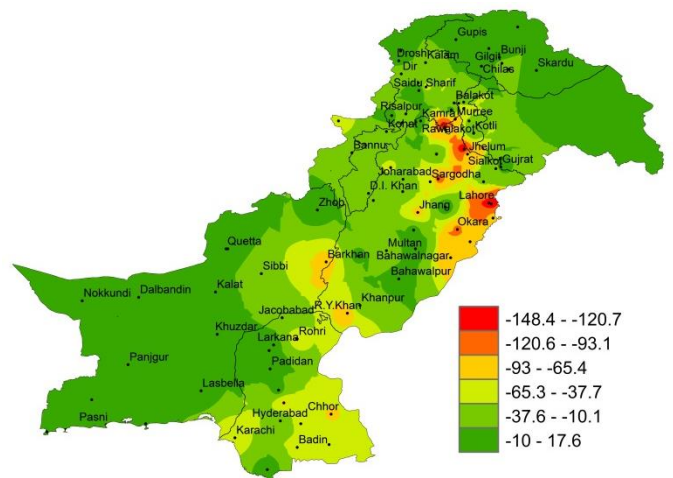 Gupis
Drosh
Kalam
Gilgit
Bunji
Dir
Chilas
Skardu
Saidu Sharif
Balakot
Risalpur
Kamra
Murree
Kohat
Rawalakot
Kotli
Bannu
Jhelum
Sialkot
Gujrat
Joharabad
Sargodha
D.I. Khan
Lahore
Zhob
Jhang
Okara
Quetta
Multan
Barkhan
Bahawalnagar
Sibbi
Bahawalpur
Nokkundi
Dalbandin
Kalat
Khanpur
R.Y.Khan
Jacobabad
Khuzdar
Rohri
Larkana
Panjgur
Padidan
Lasbella
Pasni
Hyderabad
Chhor
Karachi
Badin
-148.4 - -120.7
-120.6 - -93.1
-93 - -65.4
-65.3 - -37.7
-37.6 - -10.1
-10 - 17.6